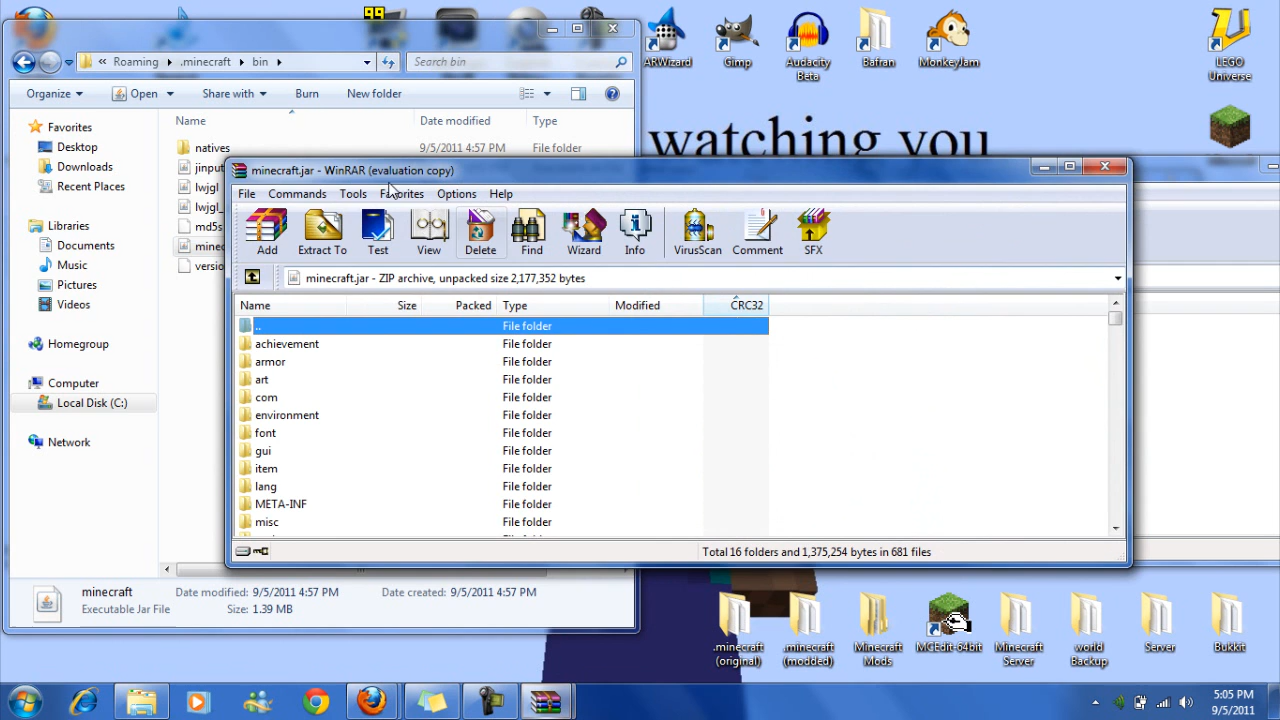 99
ARWizard
Gimp
Audacity Beta
Bafran
MonkeyJam
LEGO Universe
Roaming
.minecraft
bin
Search bin
Organize
Open
Share with
Burn
New folder
Name
Date modified
Type
Favorites
Desktop
Downloads
Recent Places
Libraries
Documents
Music
Pictures
Videos
Homegroup
Computer
Local Disk (C:)
Network
natives
9/5/2011 4:57 PM
File folder
watching you
minecraft.jar - WinRAR (evaluation copy)
File
Commands
Tools
Favorites
Options
Help
Add
Extract To
Test
View
Delete
Find
Wizard
Info
VirusScan
Comment
SFX
minecraft.jar - ZIP archive, unpacked size 2,177,352 bytes
Name
Size
Packed
Type
Modified
CRC32
.. File folder
achievement File folder
armor File folder
art File folder
com File folder
environment File folder
font File folder
gui File folder
item File folder
lang File folder
META-INF File folder
misc File folder
Total 16 folders and 1,375,254 bytes in 681 files
minecraft
Executable Jar File
Date modified: 9/5/2011 4:57 PM
Size: 1.39 MB
Date created: 9/5/2011 4:57 PM
.minecraft (original)
.minecraft (modded)
Minecraft Mods
MCEdit-64bit
Minecraft Server
.world Backup
Server
Bukkit
5:05 PM
9/5/2011